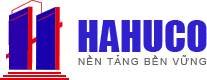 HAHUCO
NỀN TẢNG BỀN VỮNG